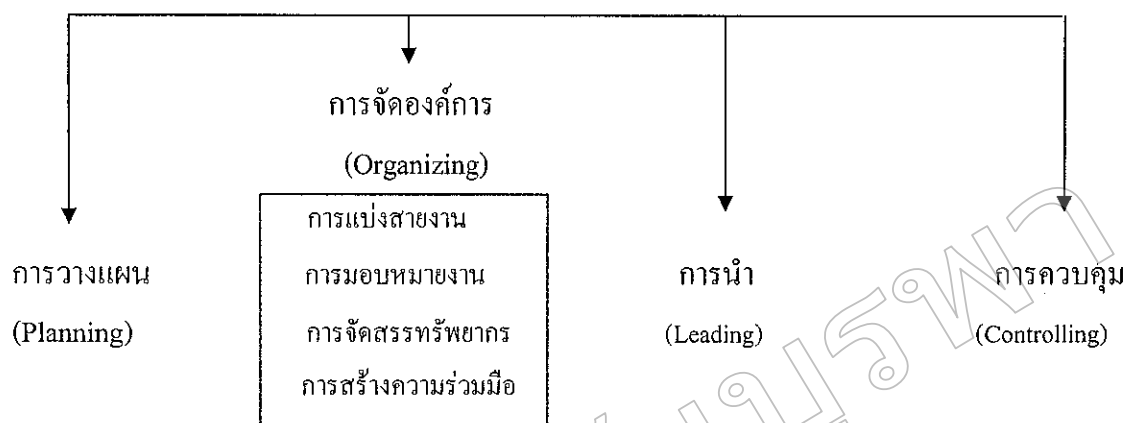 การจัดองค์การ
(Organizing)
การแบ่งสายงาน
การมอบหมายงาน
การจัดสรรทรัพยากร
การสร้างความร่วมมือ
การวางแผน
(Planning)
การนำ
(Leading)
การควบคุม
(Controlling)